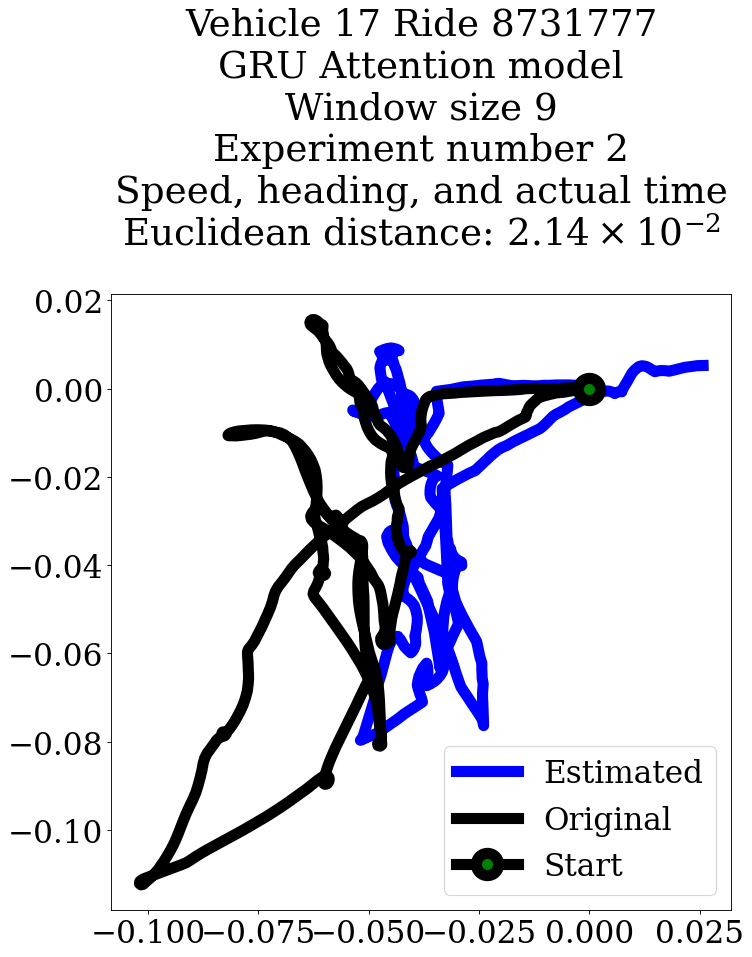 Vehicle 17 Ride 8731777
GRU Attention model
Window size 9
Experiment number 2
Speed, heading, and actual time
Euclidean distance: 2.14 × 10⁻²
0.02
0.00
−0.02
−0.04
−0.06
−0.08
−0.10
Estimated
Original
Start
−0.100 −0.075 −0.050 −0.025 0.000 0.025